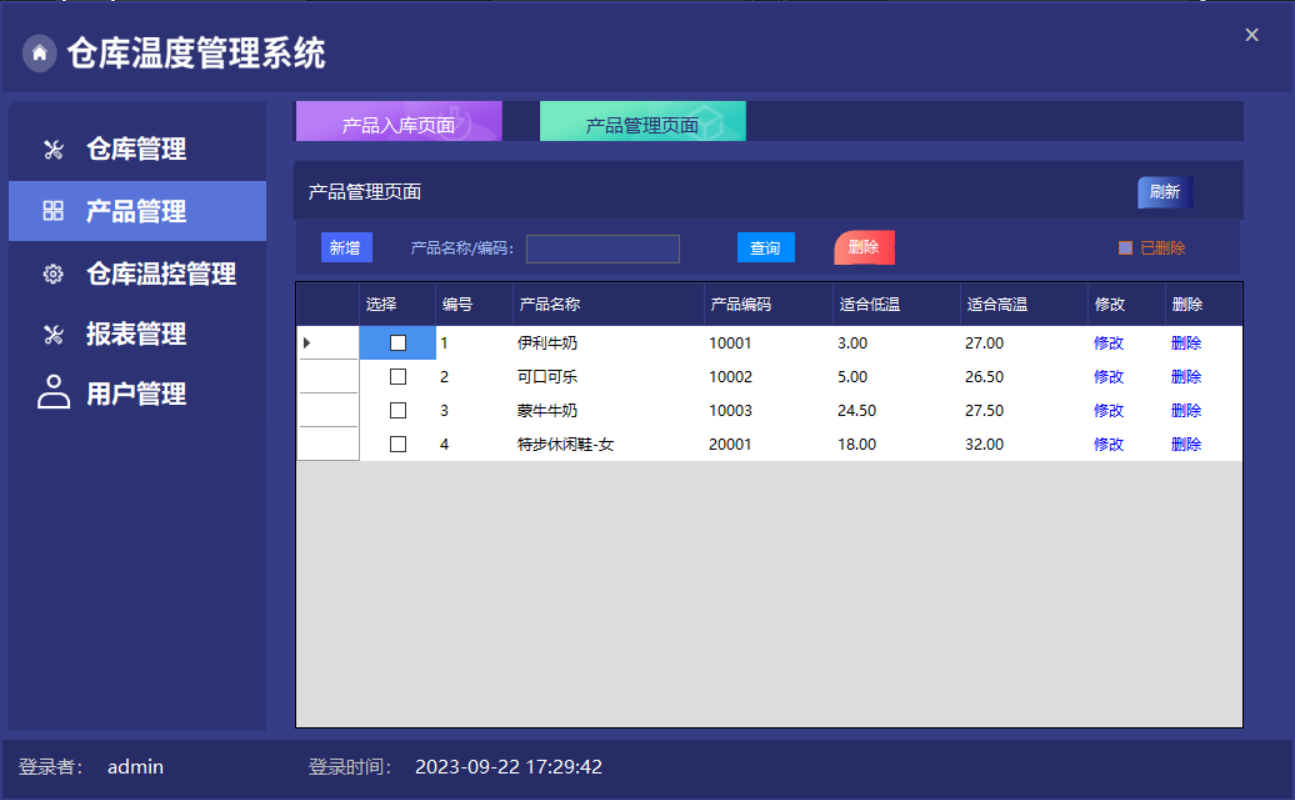 仓库温度管理系统
×
仓库管理
产品管理
仓库温控管理
报表管理
用户管理
产品入库页面 产品管理页面
产品管理页面 刷新
新增 产品名称/编码: 查询 删除 已删除
选择 编号 产品名称 产品编码 适合低温 适合高温 修改 删除
1 伊利牛奶 10001 3.00 27.00 修改 删除
2 可口可乐 10002 5.00 26.50 修改 删除
3 蒙牛牛奶 10003 24.50 27.50 修改 删除
4 特步休闲鞋-女 20001 18.00 32.00 修改 删除
登录者: admin 登录时间: 2023-09-22 17:29:42